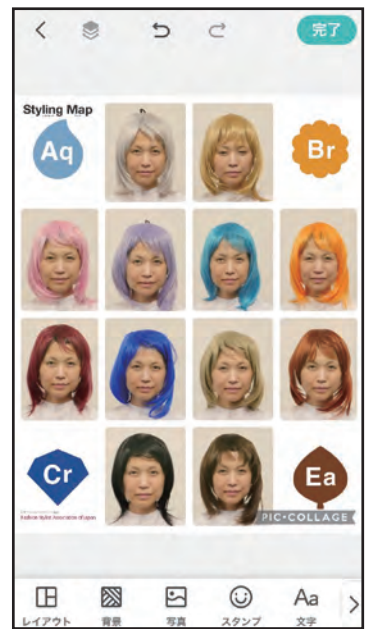 完了
Styling Map
Aq
Br
Cr
Ea
PIC•COLLAGE
レイアウト
背景
写真
スタンプ
Aa
文字